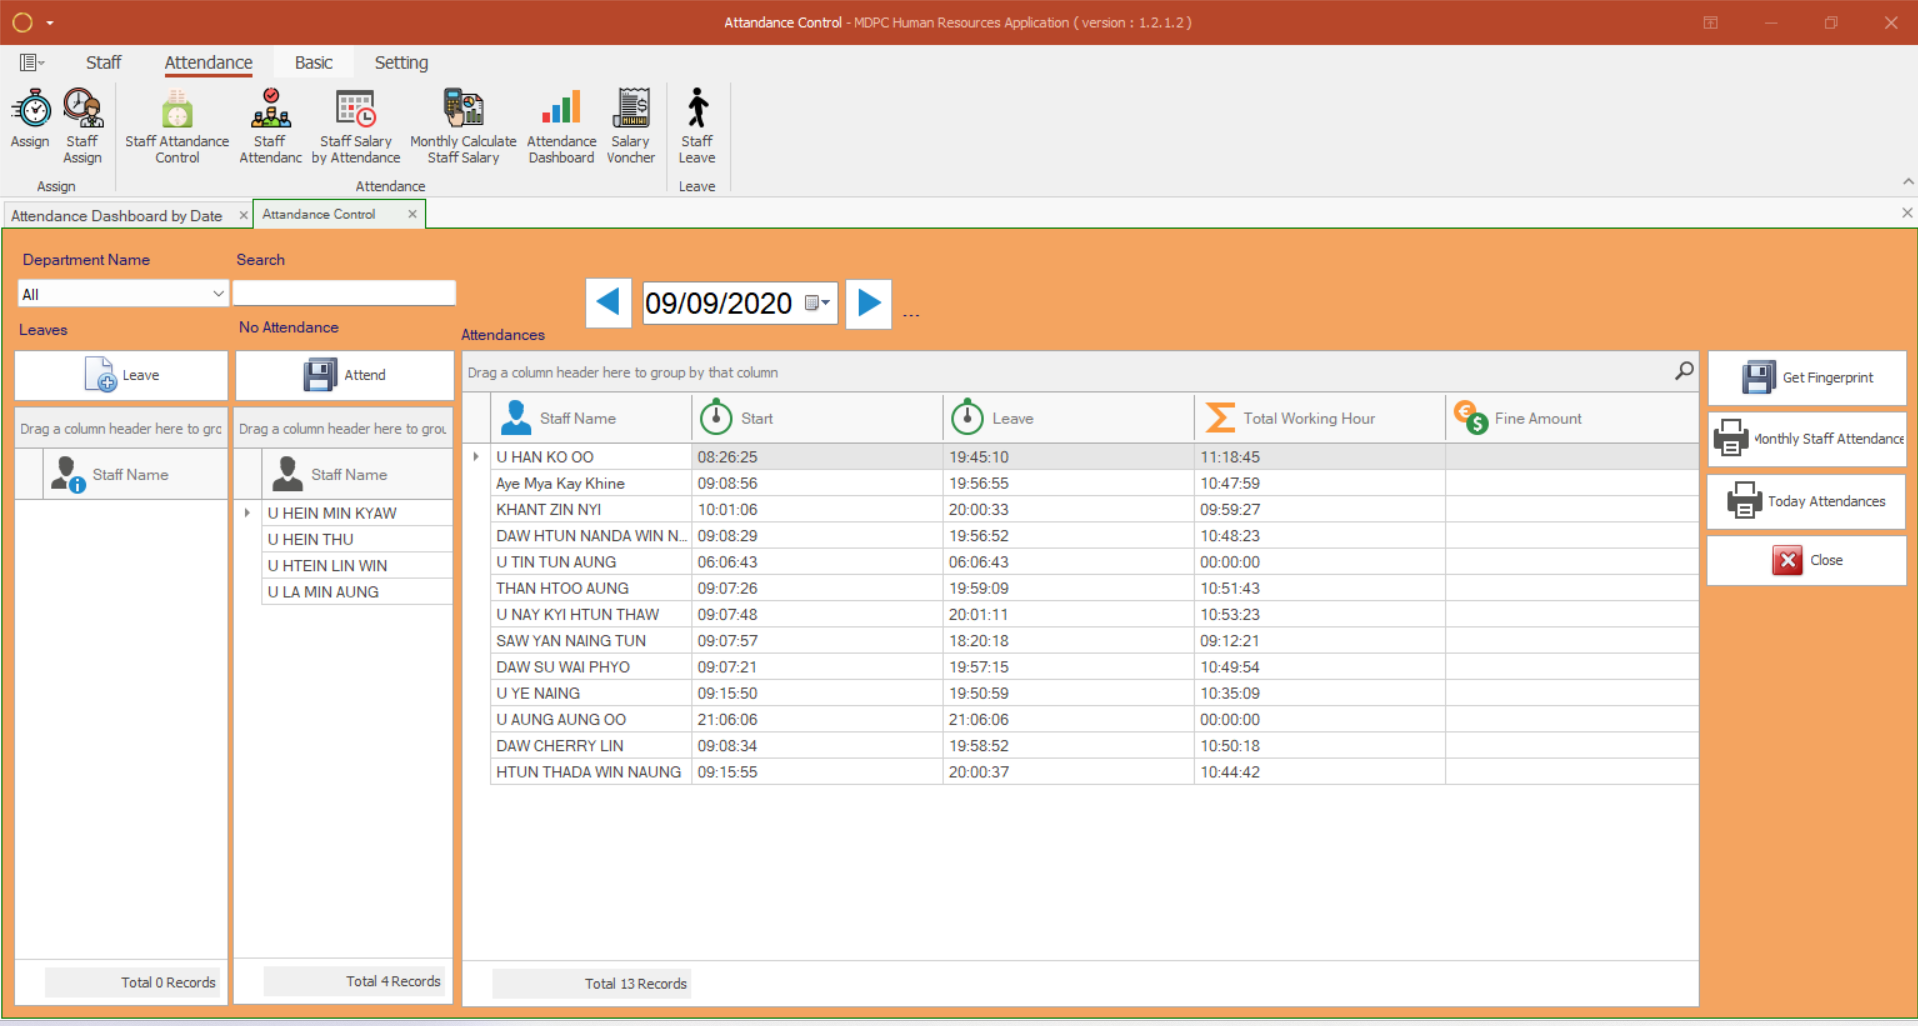 Attandance Control - MDPC Human Resources Application ( version : 1.2.1.2 )
Staff Attendance Basic Setting
Assign
Staff Assign
Staff Attandance Control
Staff Attendanc
Staff Salary by Attendance
Monthly Calculate Staff Salary
Attendance Dashboard
Salary Voncher
Staff Leave
Assign Attendance Leave
Attendance Dashboard by Date Attandance Control
Department Name Search
All
09/09/2020
...
Leaves No Attendance Attendances
Leave Attend
Drag a column header here to grc
Staff Name
Total 0 Records
Drag a column header here to grou
Staff Name
U HEIN MIN KYAW
U HEIN THU
U HTEIN LIN WIN
U LA MIN AUNG
Total 4 Records
Drag a column header here to group by that column
Staff Name Start Leave Total Working Hour Fine Amount
U HAN KO OO 08:26:25 19:45:10 11:18:45
Aye Mya Kay Khine 09:08:56 19:56:55 10:47:59
KHANT ZIN NYI 10:01:06 20:00:33 09:59:27
DAW HTUN NANDA WIN N... 09:08:29 19:56:52 10:48:23
U TIN TUN AUNG 06:06:43 06:06:43 00:00:00
THAN HTOO AUNG 09:07:26 19:59:09 10:51:43
U NAY KYI HTUN THAW 09:07:48 20:01:11 10:53:23
SAW YAN NAING TUN 09:07:57 18:20:18 09:12:21
DAW SU WAI PHYO 09:07:21 19:57:15 10:49:54
U YE NAING 09:15:50 19:50:59 10:35:09
U AUNG AUNG OO 21:06:06 21:06:06 00:00:00
DAW CHERRY LIN 09:08:34 19:58:52 10:50:18
HTUN THADA WIN NAUNG 09:15:55 20:00:37 10:44:42
Total 13 Records
Get Fingerprint
Monthly Staff Attendance
Today Attendances
Close